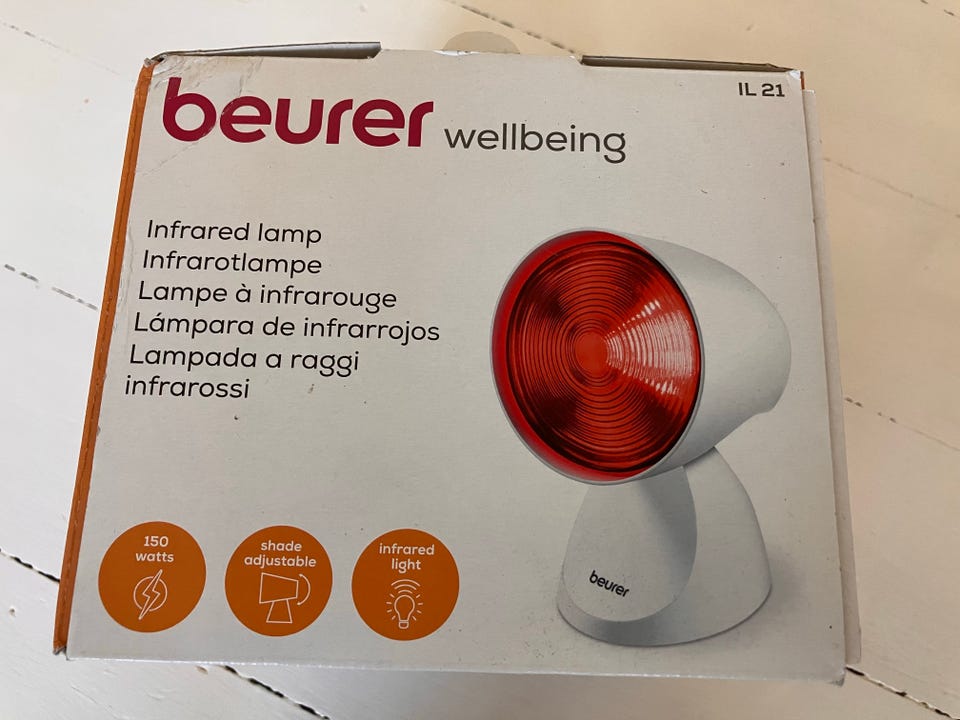 beurer wellbeing
IL 21
Infrared lamp
Infrarotlampe
Lampe à infrarouge
Lámpara de infrarrojos
Lampada a raggi
infrarossi
150
watts
shade
adjustable
infrared
light
beurer